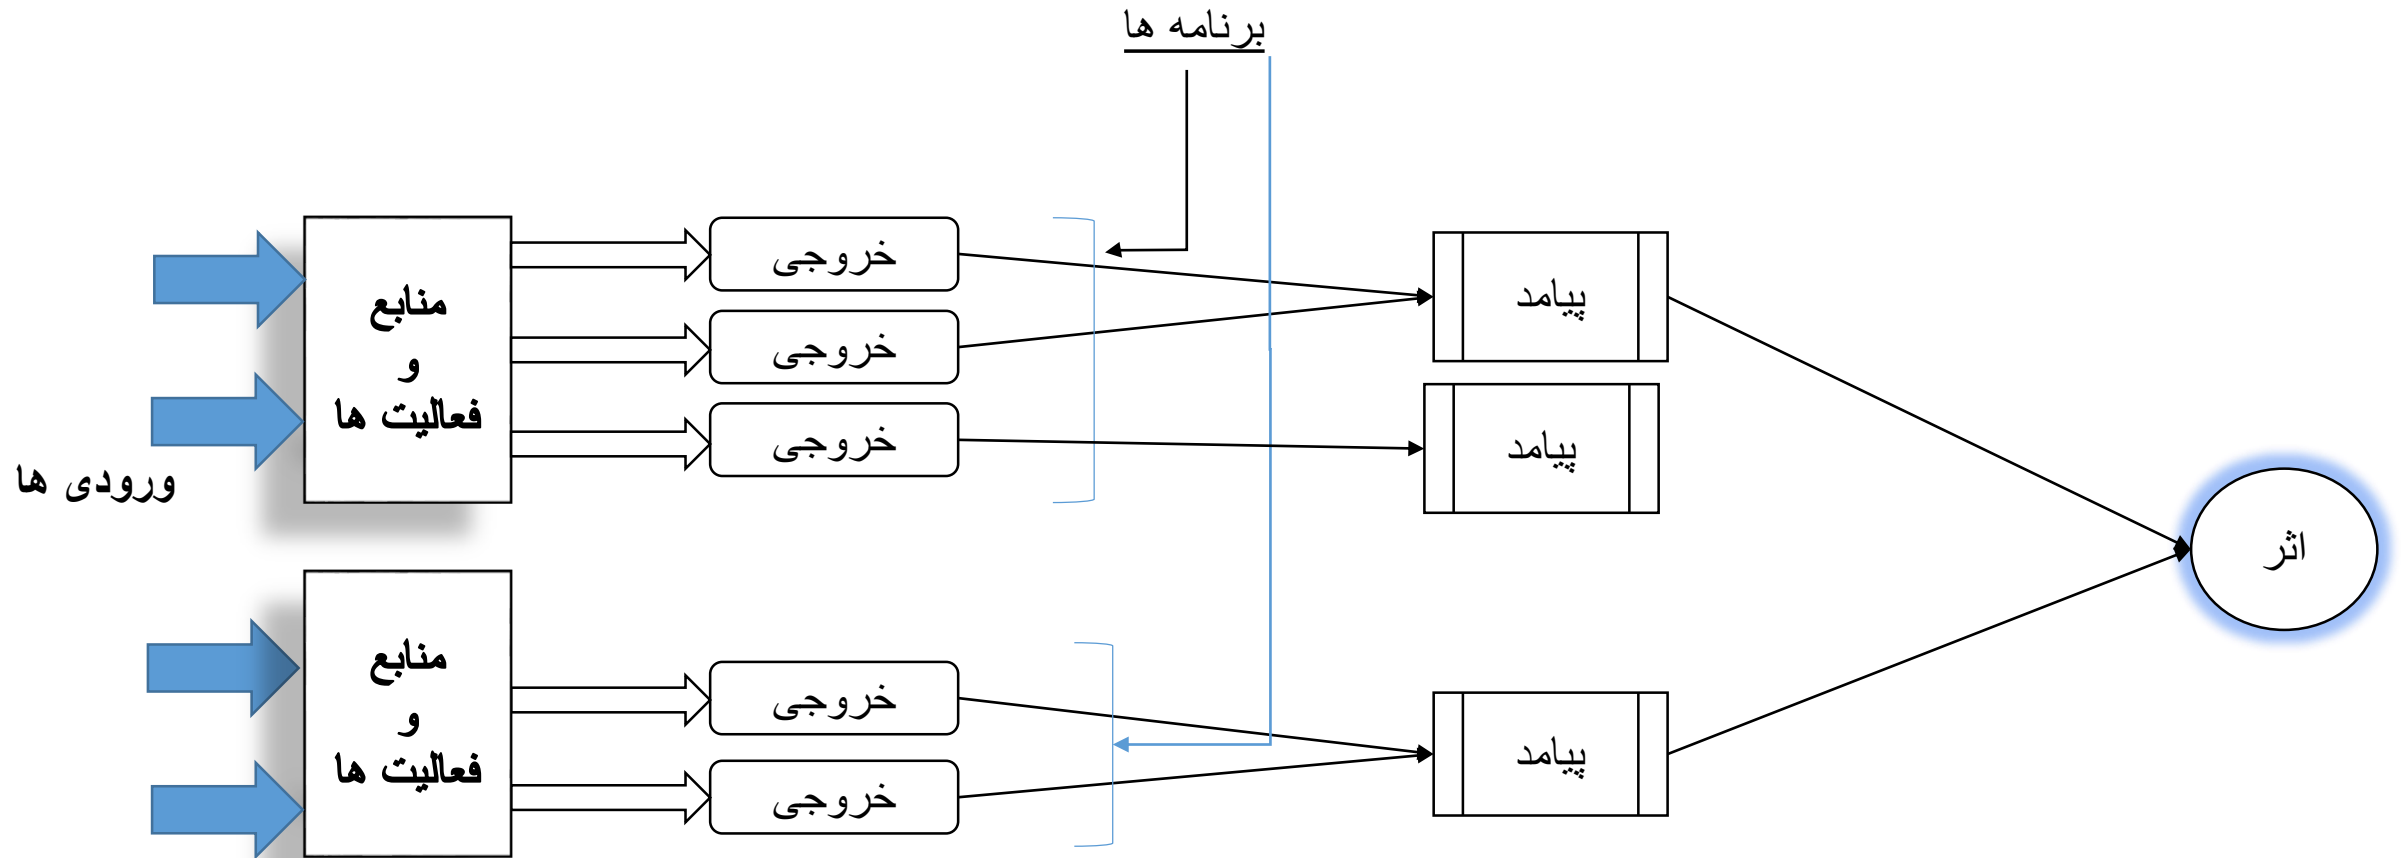 برنامه ها
منابع
و
فعالیت ها
خروجی
خروجی
خروجی
پیامد
پیامد
ورودی ها
اثر
منابع
و
فعالیت ها
خروجی
خروجی
پیامد